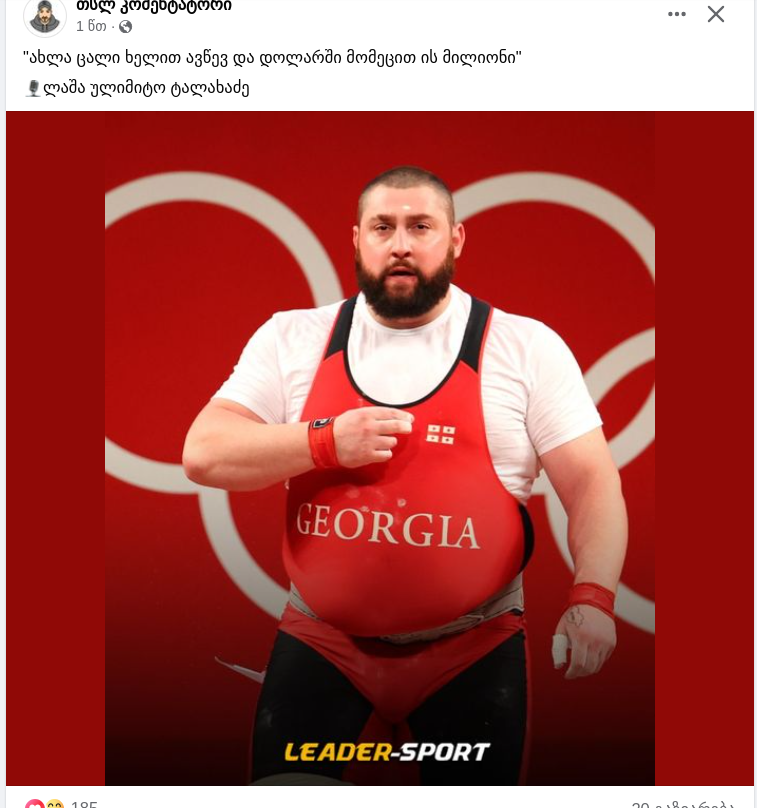 თსლ კომენტატორი
1 წთ ·
"ახლა ცალი ხელით ავწევ და დოლარში მომეცით ის მილიონი"
🎙️ლაშა ულიმიტო ტალახაძე
GEORGIA
LEADER-SPORT
185